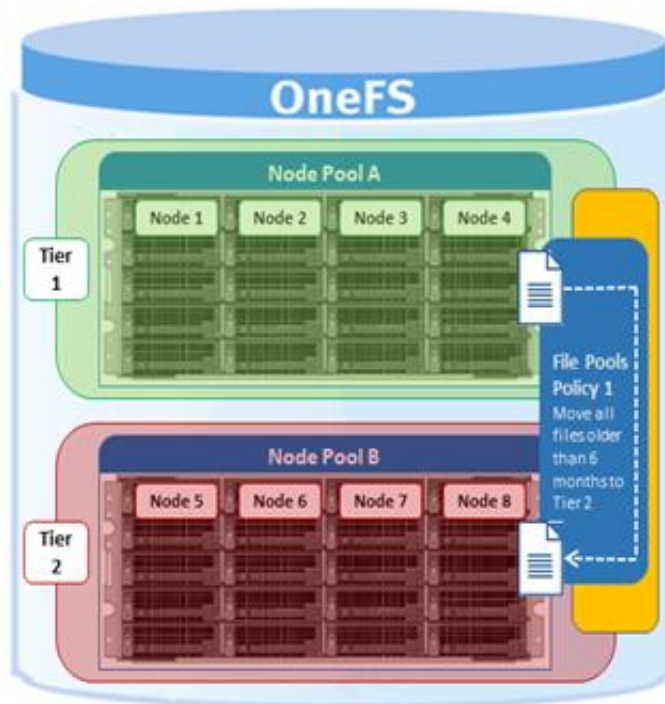 OneFS
Node Pool A
Node 1
Node 2
Node 3
Node 4
Tier
1
File Pools
Policy 1
Move all
files older
than 6
months to
Tier 2
Node Pool B
Node 5
Node 6
Node 7
Node 8
Tier
2